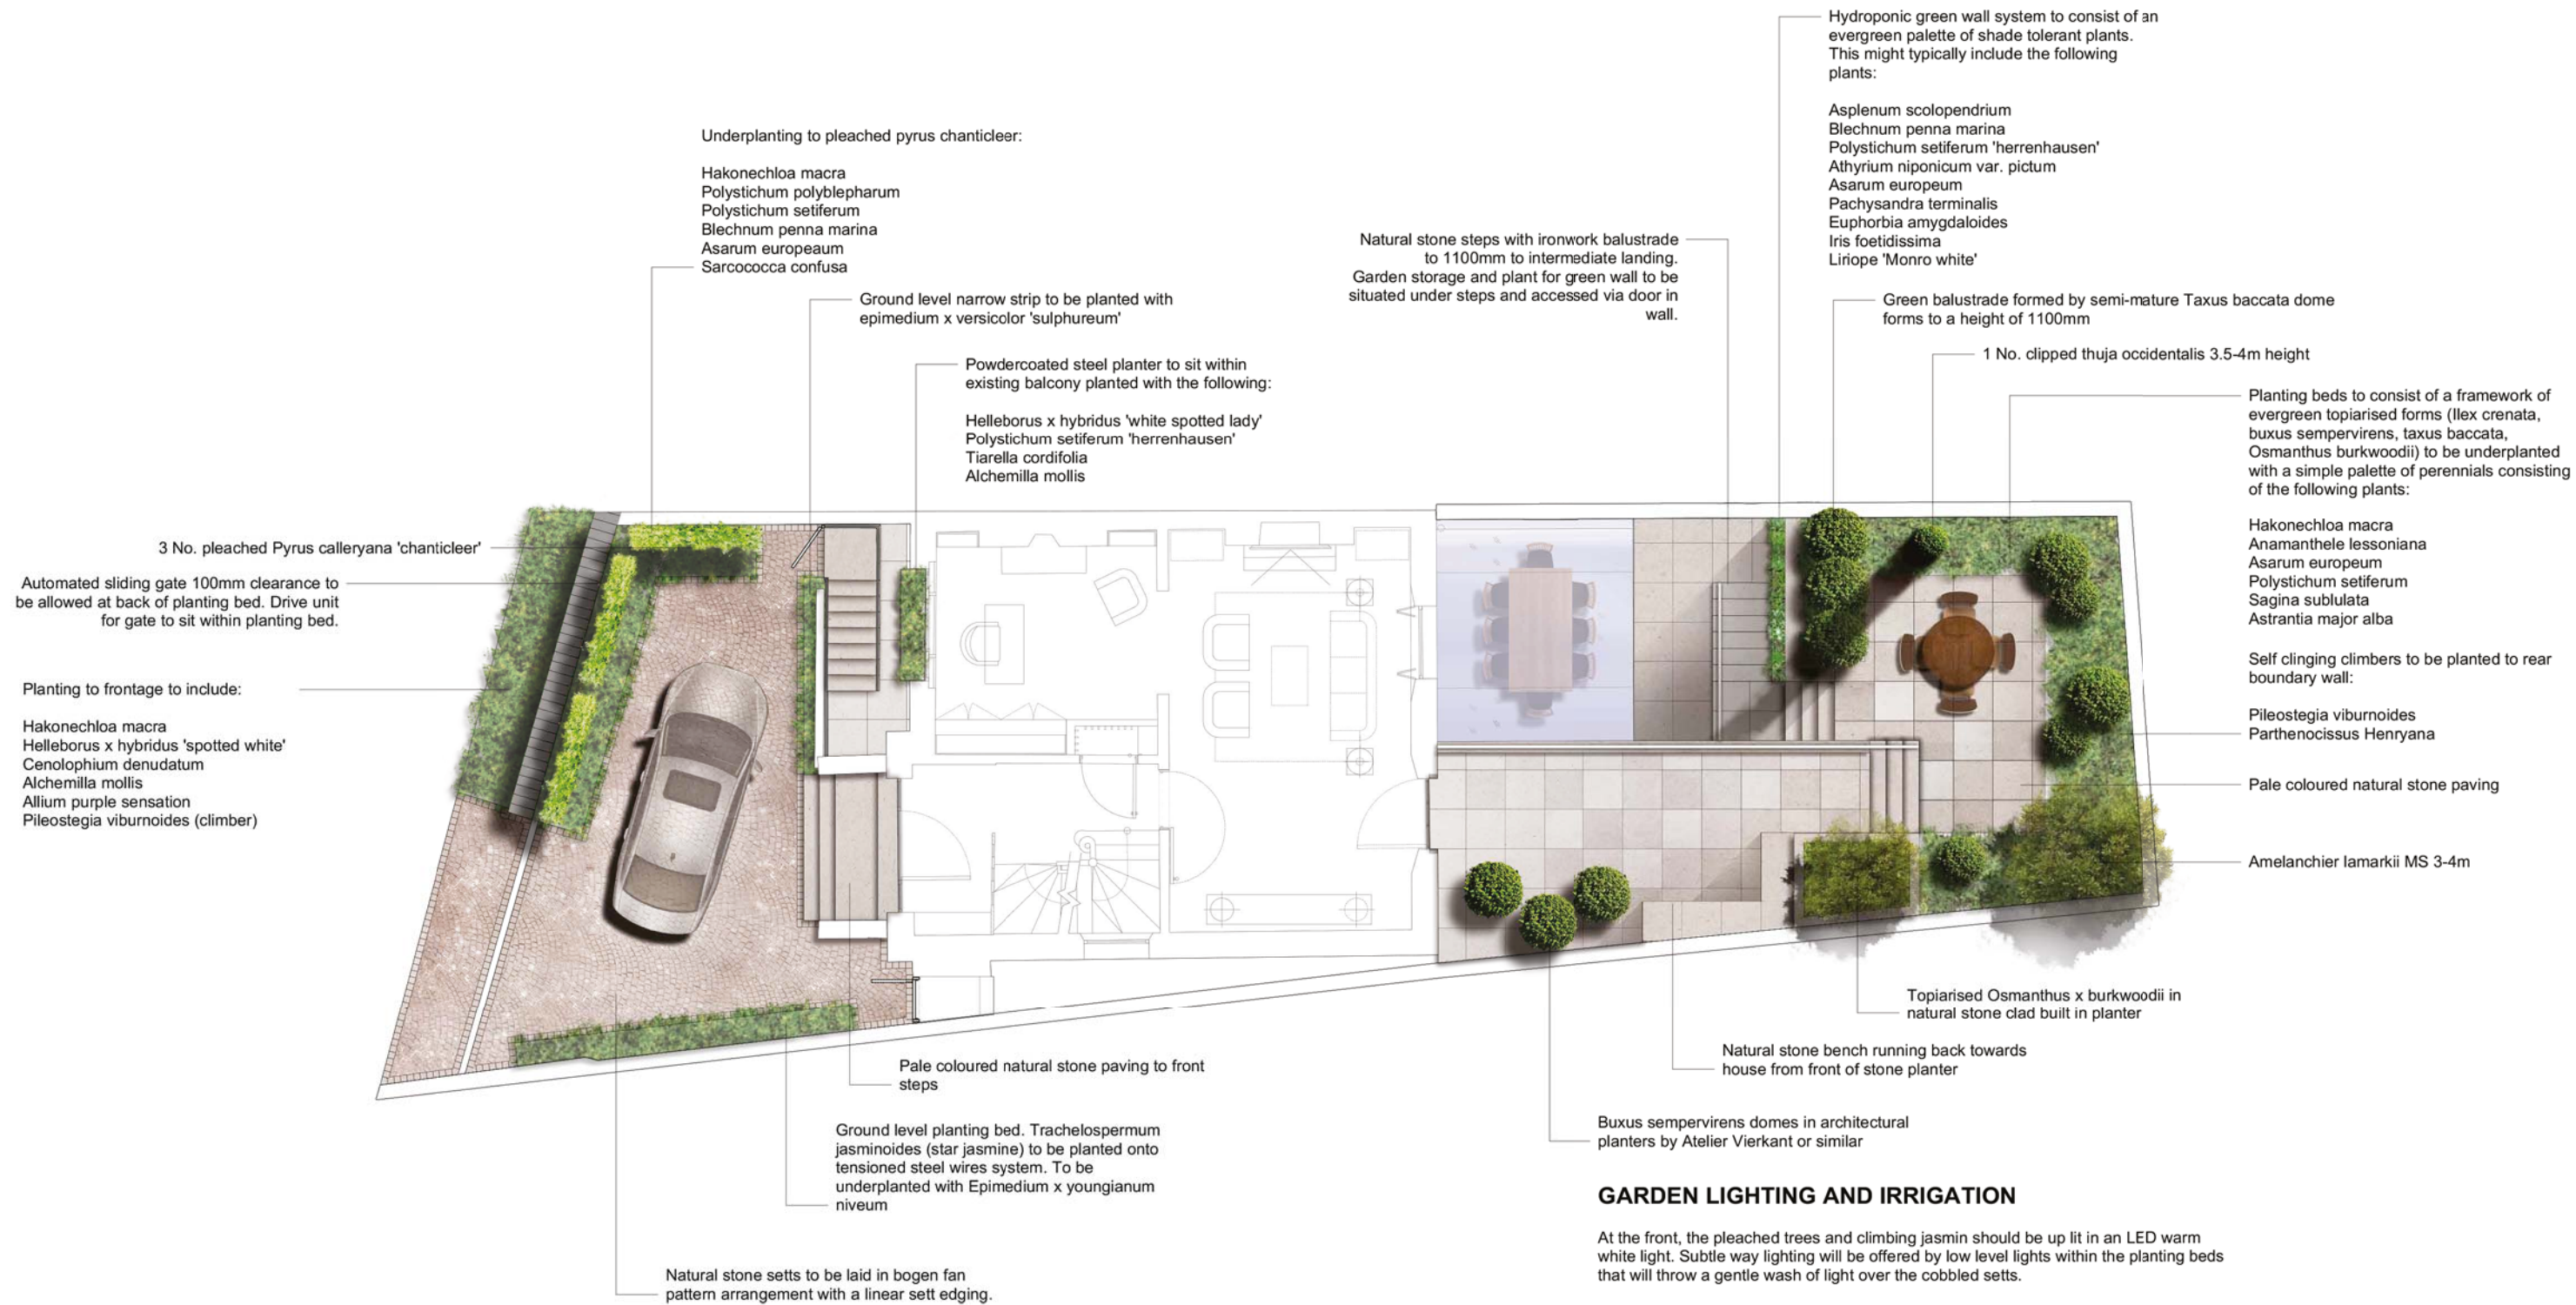 Hydroponic green wall system to consist of an
evergreen palette of shade tolerant plants.
This might typically include the following
plants:
Asplenum scolopendrium
Blechnum penna marina
Polystichum setiferum 'herrenhausen'
Athyrium niponicum var. pictum
Asarum europeum
Pachysandra terminalis
Euphorbia amygdaloides
Iris foetidissima
Liriope 'Monro white'
Underplanting to pleached pyrus chanticleer:
Hakonechloa macra
Polystichum polyblepharum
Polystichum setiferum
Blechnum penna marina
Asarum europeaum
Sarcococca confusa
Natural stone steps with ironwork balustrade
to 1100mm to intermediate landing.
Garden storage and plant for green wall to be
situated under steps and accessed via door in
wall.
Ground level narrow strip to be planted with
epimedium x versicolor 'sulphureum'
Green balustrade formed by semi-mature Taxus baccata dome
forms to a height of 1100mm
1 No. clipped thuja occidentalis 3.5-4m height
Powdercoated steel planter to sit within
existing balcony planted with the following:
Helleborus x hybridus 'white spotted lady'
Polystichum setiferum 'herrenhausen'
Tiarella cordifolia
Alchemilla mollis
Planting beds to consist of a framework of
evergreen topiarised forms (Ilex crenata,
buxus sempervirens, taxus baccata,
Osmanthus burkwoodii) to be underplanted
with a simple palette of perennials consisting
of the following plants:
Hakonechloa macra
Anamanthele lessoniana
Asarum europeum
Polystichum setiferum
Sagina sublulata
Astrantia major alba
Self clinging climbers to be planted to rear
boundary wall:
Pileostegia viburnoides
Parthenocissus Henryana
Pale coloured natural stone paving
Amelanchier lamarkii MS 3-4m
3 No. pleached Pyrus calleryana 'chanticleer'
Automated sliding gate 100mm clearance to
be allowed at back of planting bed. Drive unit
for gate to sit within planting bed.
Planting to frontage to include:
Hakonechloa macra
Helleborus x hybridus 'spotted white'
Cenolophium denudatum
Alchemilla mollis
Allium purple sensation
Pileostegia viburnoides (climber)
Topiarised Osmanthus x burkwoodii in
natural stone clad built in planter
Natural stone bench running back towards
house from front of stone planter
Pale coloured natural stone paving to front
steps
Buxus sempervirens domes in architectural
planters by Atelier Vierkant or similar
Ground level planting bed. Trachelospermum
jasminoides (star jasmine) to be planted onto
tensioned steel wires system. To be
underplanted with Epimedium x youngianum
niveum
Natural stone setts to be laid in bogen fan
pattern arrangement with a linear sett edging.
GARDEN LIGHTING AND IRRIGATION
At the front, the pleached trees and climbing jasmin should be up lit in an LED warm
white light. Subtle way lighting will be offered by low level lights within the planting beds
that will throw a gentle wash of light over the cobbled setts.